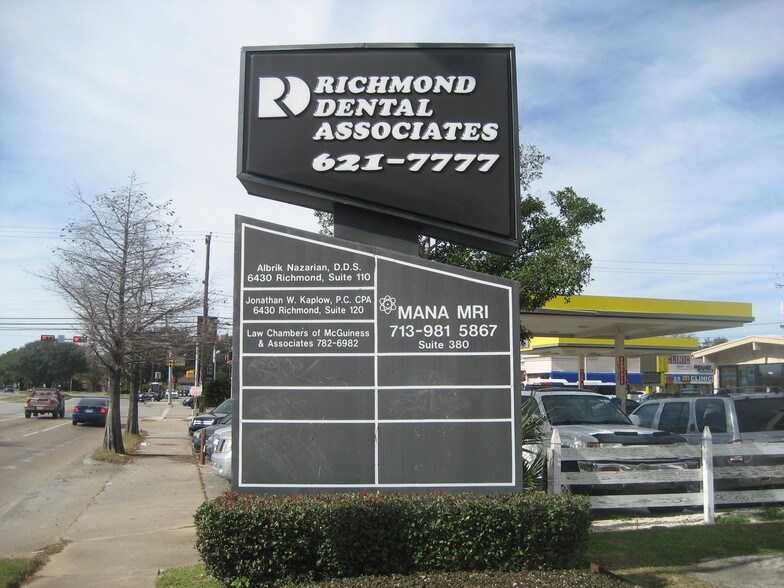 RD RICHMOND
DENTAL
ASSOCIATES
621-7777
Albrik Nazarian, D.D.S.
6430 Richmond, Suite 110
Jonathan W. Kaplow, P.C. CPA
6430 Richmond, Suite 120
Law Chambers of McGuiness
& Associates 782-6982
MANA MRI
713-981 5867
Suite 380
CLINIC
CLINIC